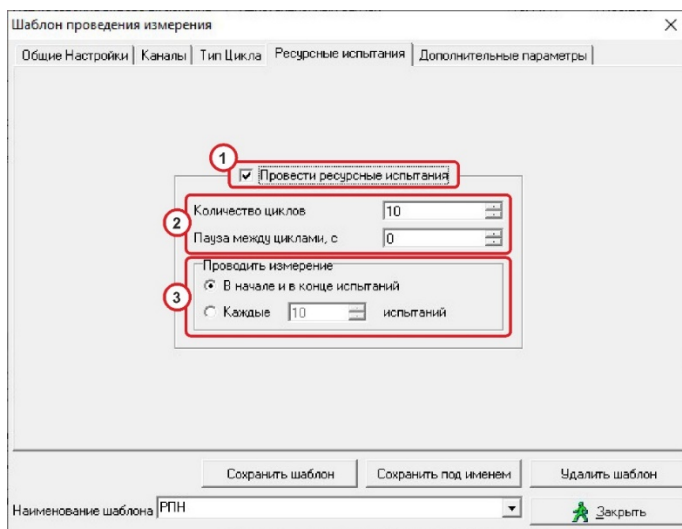 Шаблон проведения измерения
Общие Настройки Каналы Тип Цикла Ресурсные испытания Дополнительные параметры
1
Провести ресурсные испытания
2
Количество циклов 10
Пауза между циклами, с 0
3
Проводить измерение
В начале и в конце испытаний
Каждые 10 испытаний
Сохранить шаблон Сохранить под именем Удалить шаблон
Наименование шаблона РПН Закрыть